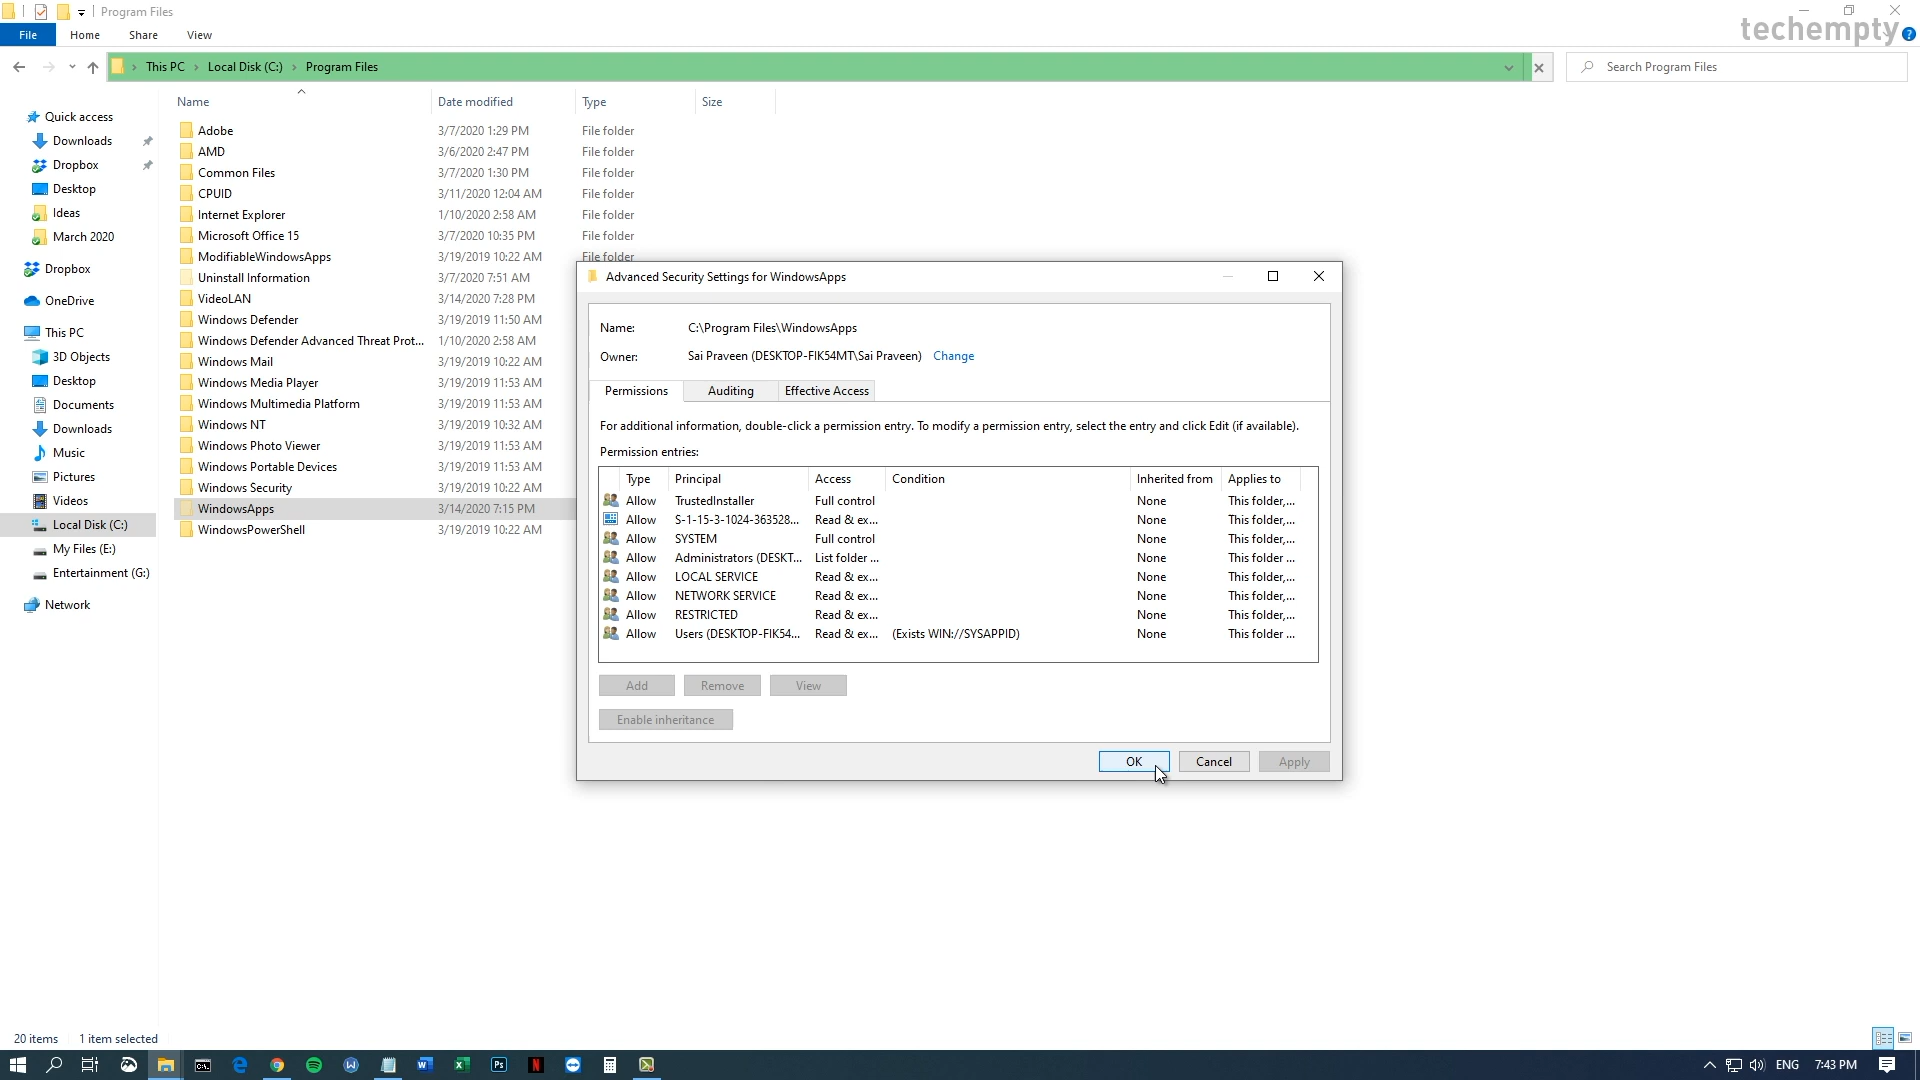 Program Files
techempty
File Home Share View
This PC Local Disk (C:) Program Files
Search Program Files
Name Date modified Type Size
Quick access
Downloads
Dropbox
Desktop
Ideas
March 2020
Dropbox
OneDrive
This PC
3D Objects
Desktop
Documents
Downloads
Music
Pictures
Videos
Local Disk (C:)
My Files (E:)
Entertainment (G:)
Network
Adobe 3/7/2020 1:29 PM File folder
AMD 3/6/2020 2:47 PM File folder
Common Files 3/7/2020 1:30 PM File folder
CPUID 3/11/2020 12:04 AM File folder
Internet Explorer 1/10/2020 2:58 AM File folder
Microsoft Office 15 3/7/2020 10:35 PM File folder
ModifiableWindowsApps 3/19/2019 10:22 AM File folder
Uninstall Information 3/7/2020 7:51 AM
VideoLAN 3/14/2020 7:28 PM
Windows Defender 3/19/2019 11:50 AM
Windows Defender Advanced Threat Prot... 1/10/2020 2:58 AM
Windows Mail 3/19/2019 10:22 AM
Windows Media Player 3/19/2019 11:53 AM
Windows Multimedia Platform 3/19/2019 11:53 AM
Windows NT 3/19/2019 10:32 AM
Windows Photo Viewer 3/19/2019 11:53 AM
Windows Portable Devices 3/19/2019 11:53 AM
Windows Security 3/19/2019 10:22 AM
WindowsApps 3/14/2020 7:15 PM
WindowsPowerShell 3/19/2019 10:22 AM
Advanced Security Settings for WindowsApps
Name: C:\Program Files\WindowsApps
Owner: Sai Praveen (DESKTOP-FIK54MT\Sai Praveen) Change
Permissions Auditing Effective Access
For additional information, double-click a permission entry. To modify a permission entry, select the entry and click Edit (if available).
Permission entries:
Type Principal Access Condition Inherited from Applies to
Allow TrustedInstaller Full control None This folder,...
Allow S-1-15-3-1024-363528... Read & ex... None This folder,...
Allow SYSTEM Full control None This folder,...
Allow Administrators (DESKT... List folder ... None This folder ...
Allow LOCAL SERVICE Read & ex... None This folder,...
Allow NETWORK SERVICE Read & ex... None This folder,...
Allow RESTRICTED Read & ex... None This folder,...
Allow Users (DESKTOP-FIK54... Read & ex... (Exists WIN://SYSAPPID) None This folder ...
Add Remove View
Enable inheritance
OK Cancel Apply
20 items 1 item selected
ENG 7:43 PM